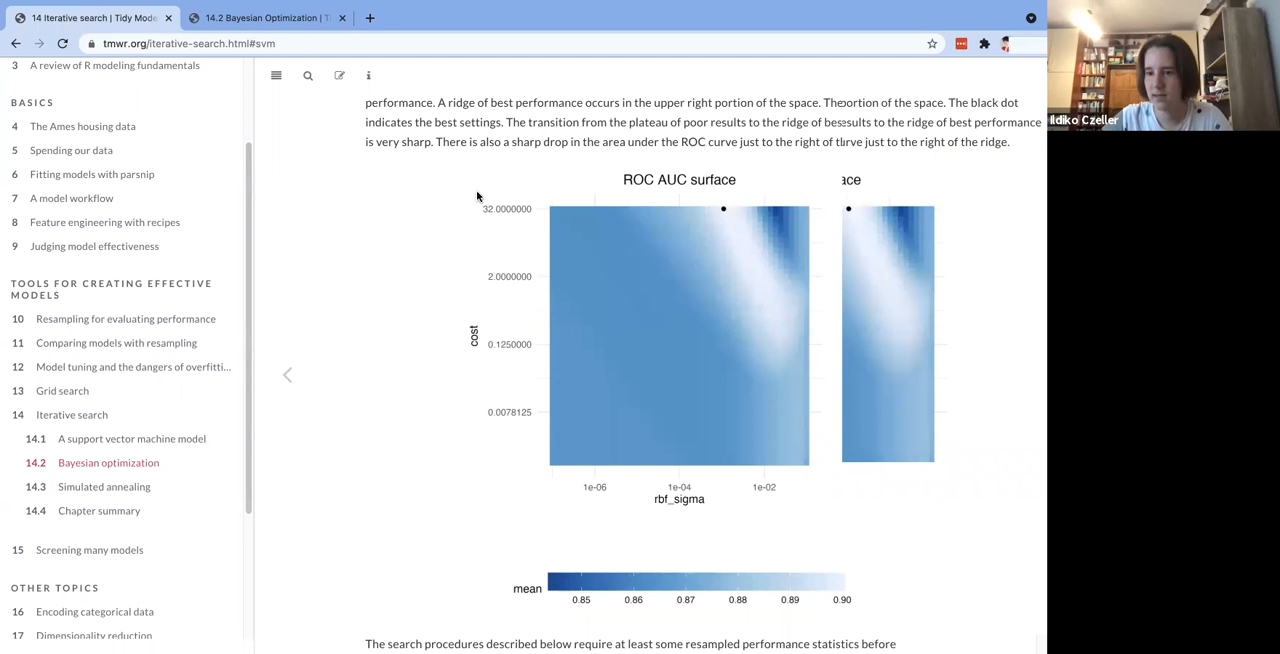 14 Iterative search | Tidy Mode
14.2 Bayesian Optimization | T
tmwr.org/iterative-search.html#svm
3 A review of R modeling fundamentals
BASICS
4 The Ames housing data
5 Spending our data
6 Fitting models with parsnip
7 A model workflow
8 Feature engineering with recipes
9 Judging model effectiveness
TOOLS FOR CREATING EFFECTIVE
MODELS
10 Resampling for evaluating performance
11 Comparing models with resampling
12 Model tuning and the dangers of overfitti...
13 Grid search
14 Iterative search
14.1 A support vector machine model
14.2 Bayesian optimization
14.3 Simulated annealing
14.4 Chapter summary
15 Screening many models
OTHER TOPICS
16 Encoding categorical data
17 Dimensionality reduction
performance. A ridge of best performance occurs in the upper right portion of the space. The portion of the space. The black dot
indicates the best settings. The transition from the plateau of poor results to the ridge of best performance
is very sharp. There is also a sharp drop in the area under the ROC curve just to the right of the ridge.
ROC AUC surface
ace
32.0000000
2.0000000
0.1250000
0.0078125
cost
1e-06 1e-04 1e-02
rbf_sigma
mean
0.85 0.86 0.87 0.88 0.89 0.90
The search procedures described below require at least some resampled performance statistics before
Ildiko Czeller